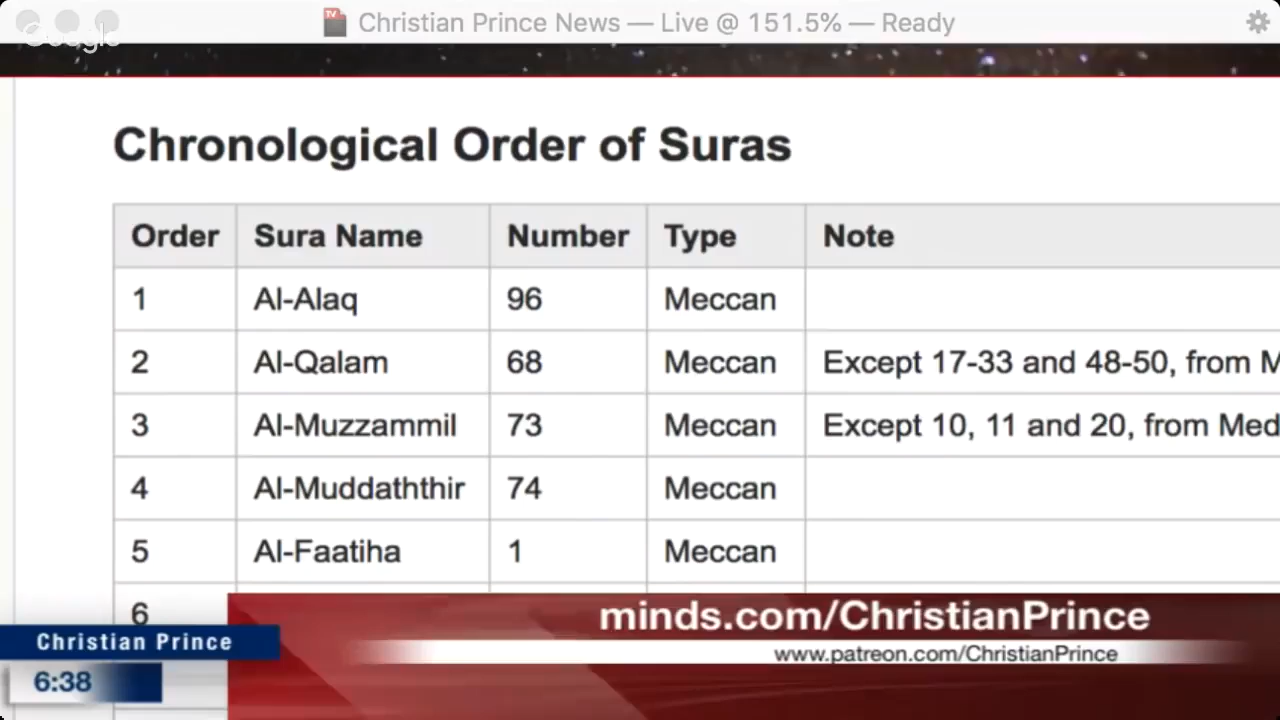 Christian Prince News — Live @ 151.5% — Ready
Google
Chronological Order of Suras
Order Sura Name Number Type Note
1 Al-Alaq 96 Meccan
2 Al-Qalam 68 Meccan Except 17-33 and 48-50, from M
3 Al-Muzzammil 73 Meccan Except 10, 11 and 20, from Med
4 Al-Muddaththir 74 Meccan
5 Al-Faatiha 1 Meccan
6
minds.com/ChristianPrince
Christian Prince
www.patreon.com/ChristianPrince
6:38